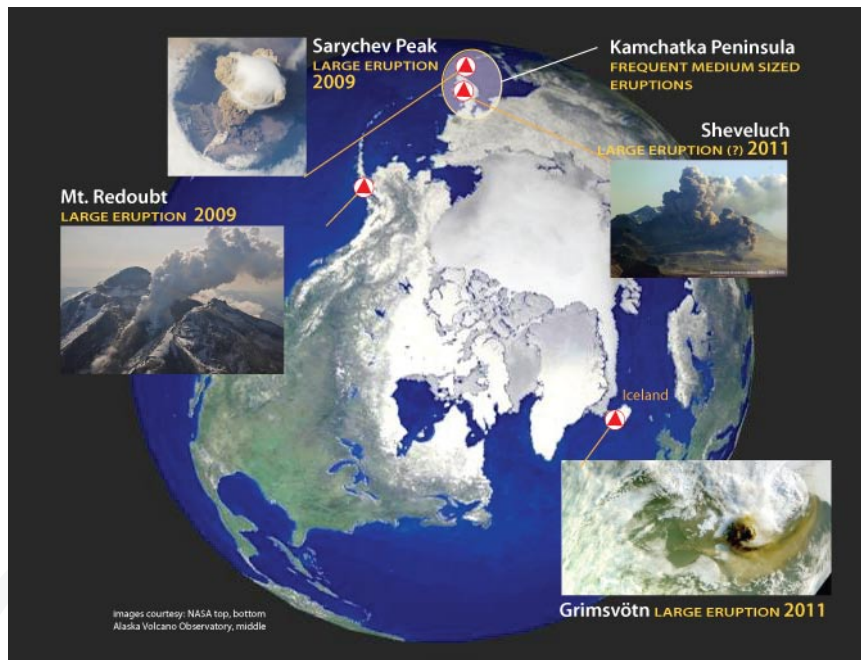 Sarychev Peak
LARGE ERUPTION
2009
Kamchatka Peninsula
FREQUENT MEDIUM SIZED
ERUPTIONS
Sheveluch
LARGE ERUPTION (?) 2011
Mt. Redoubt
LARGE ERUPTION 2009
Iceland
Grimsvötn LARGE ERUPTION 2011
images courtesy: NASA top, bottom
Alaska Volcano Observatory, middle